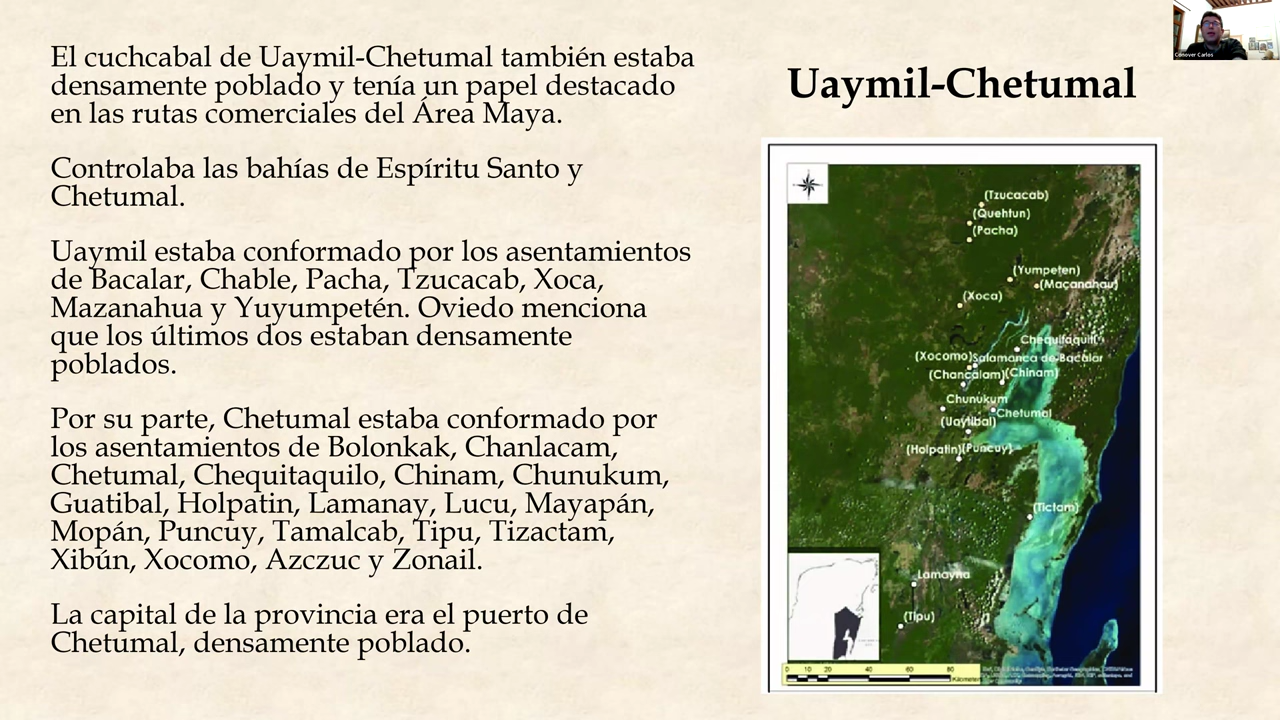 El cuchcabal de Uaymil-Chetumal también estaba
densamente poblado y tenía un papel destacado
en las rutas comerciales del Área Maya.
Controlaba las bahías de Espíritu Santo y
Chetumal.
Uaymil estaba conformado por los asentamientos
de Bacalar, Chable, Pacha, Tzucacab, Xoca,
Mazanahua y Yuyumpetén. Oviedo menciona
que los últimos dos estaban densamente
poblados.
Por su parte, Chetumal estaba conformado por
los asentamientos de Bolonkak, Chanlacam,
Chetumal, Chequitaquilo, Chinam, Chunukum,
Guatibal, Holpatin, Lamanay, Lucu, Mayapán,
Mopán, Puncuy, Tamalcab, Tipu, Tizactam,
Xibún, Xocomo, Azczuc y Zonail.
La capital de la provincia era el puerto de
Chetumal, densamente poblado.
Conover Carlos
Uaymil-Chetumal
(Tzucacab)
(Quehtun)
(Pacha)
(Yumpeten)
(Maçanahau)
(Xoca)
(Xocomo)
Salamanca de Bacalar
(Chancalam)
(Chinam)
Chunukum
Chetumal
(Holpatin)
(Puncuy)
(Tictam)
Lamayna
(Tipu)
0 10 20 40 60 80